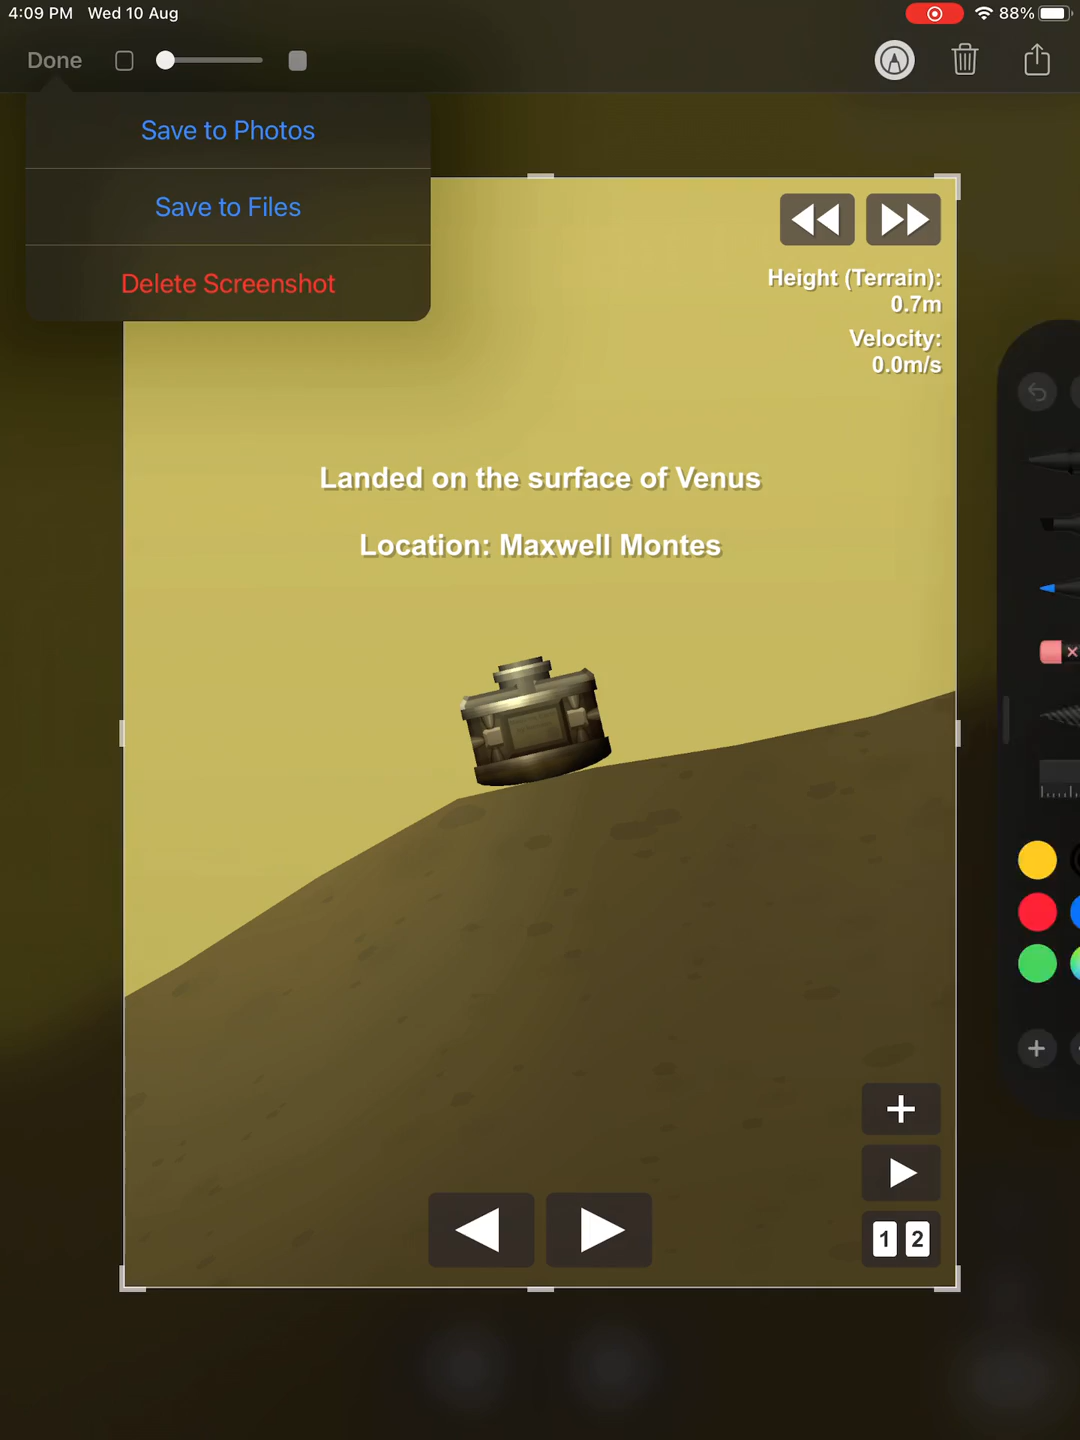 4:09 PM Wed 10 Aug
88%
Done
Save to Photos
Save to Files
Delete Screenshot
Height (Terrain):
0.7m
Velocity:
0.0m/s
Landed on the surface of Venus
Location: Maxwell Montes
1 2